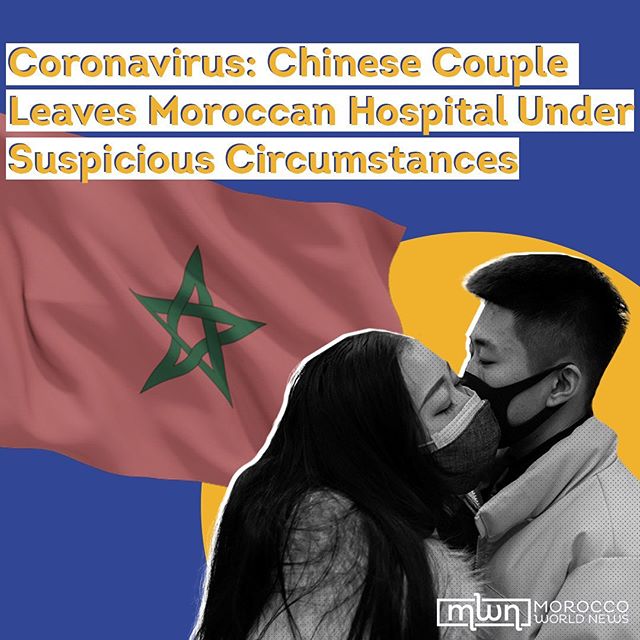 Coronavirus: Chinese Couple
Leaves Moroccan Hospital Under
Suspicious Circumstances
mwn MOROCCO
WORLD NEWS